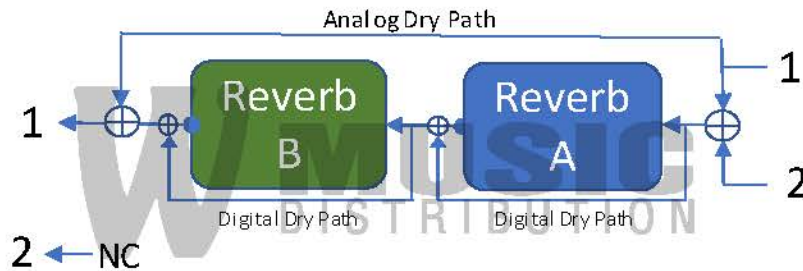 Analog Dry Path
1
Reverb
B
Reverb
A
1
2
Digital Dry Path
Digital Dry Path
2
NC
W MUSIC
DISTRIBUTION